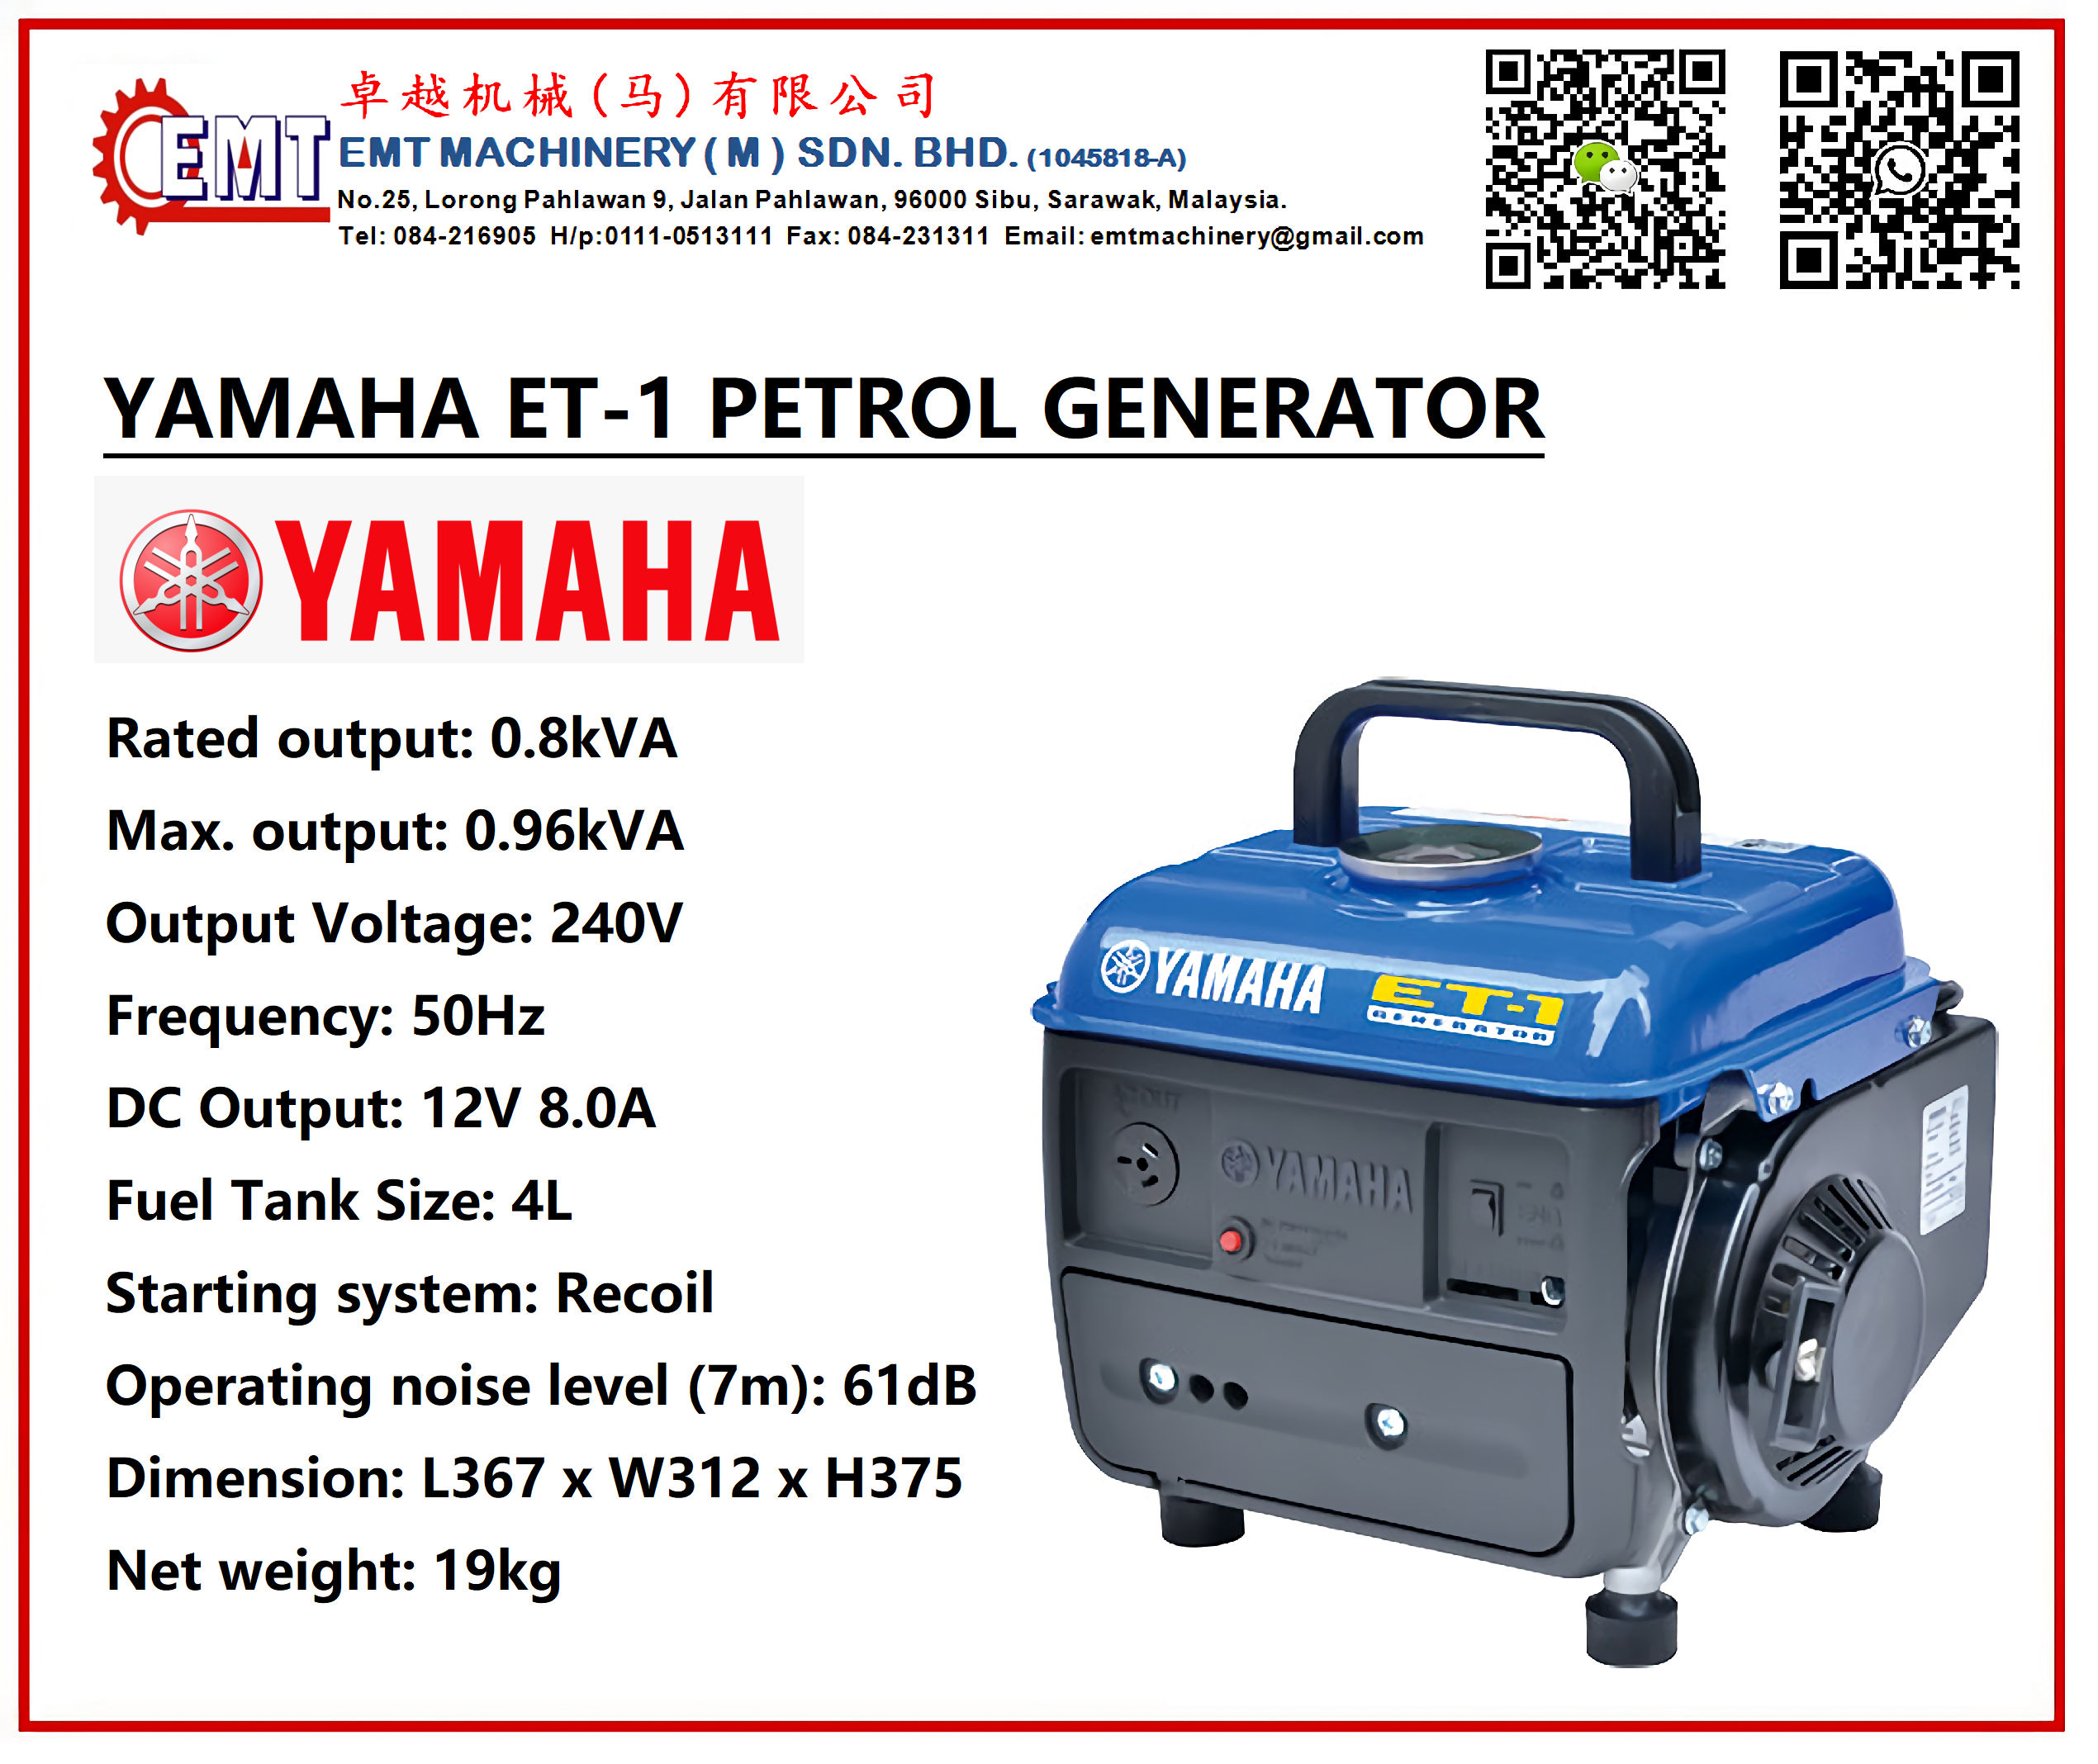 卓越机械(马)有限公司
EMT
EMT MACHINERY ( M ) SDN. BHD. (1045818-A)
No.25, Lorong Pahlawan 9, Jalan Pahlawan, 96000 Sibu, Sarawak, Malaysia.
Tel: 084-216905 H/p:0111-0513111 Fax: 084-231311 Email: emtmachinery@gmail.com
YAMAHA ET-1 PETROL GENERATOR
YAMAHA
Rated output: 0.8kVA
Max. output: 0.96kVA
Output Voltage: 240V
Frequency: 50Hz
DC Output: 12V 8.0A
Fuel Tank Size: 4L
Starting system: Recoil
Operating noise level (7m): 61dB
Dimension: L367 x W312 x H375
Net weight: 19kg
YAMAHA ET-1
GENERATOR
YAMAHA